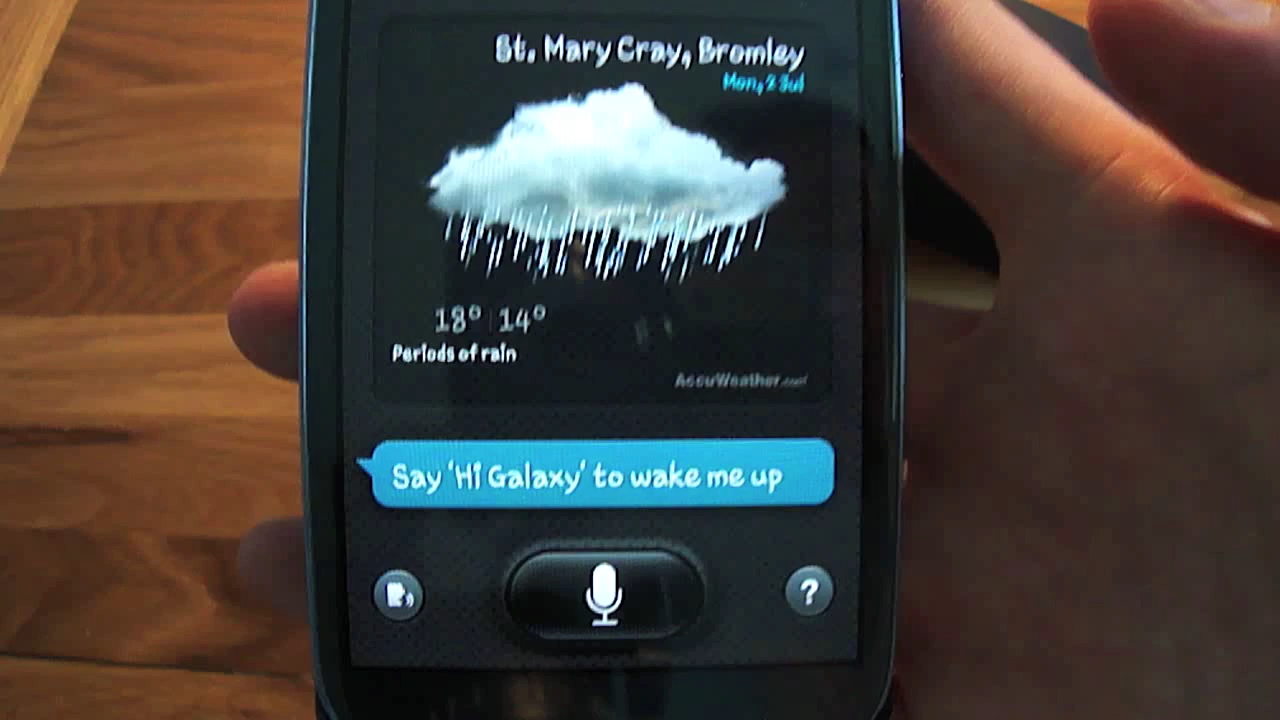 St. Mary Cray, Bromley
Mon, 2 Jul
18° 14°
Periods of rain
AccuWeather.com
Say 'Hi Galaxy' to wake me up
?